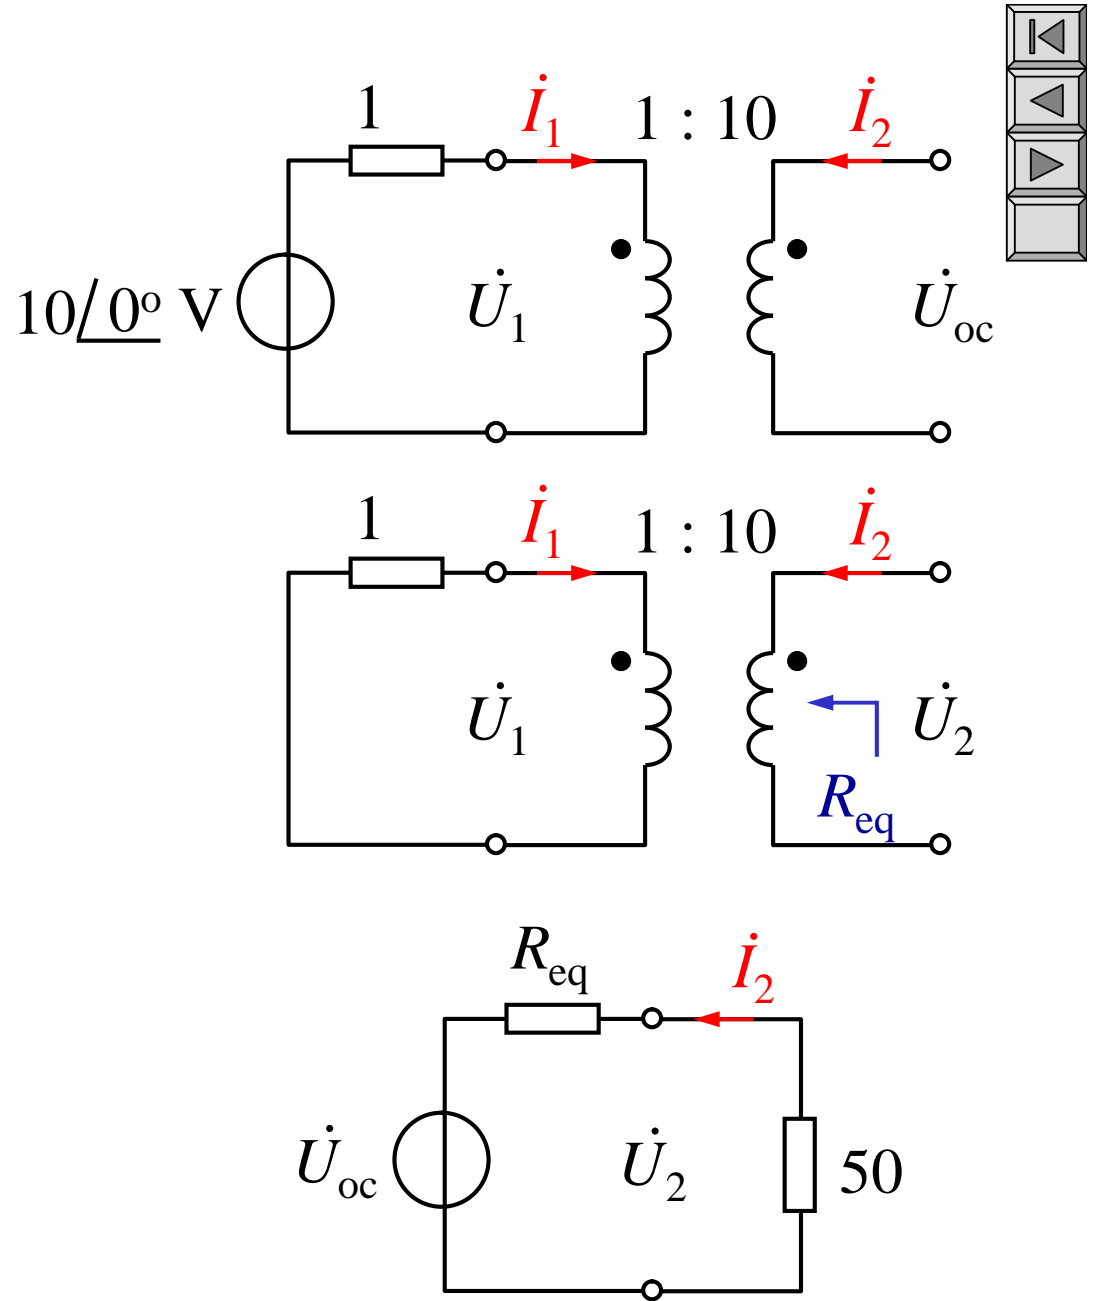 1 İ₁ 1 : 10 İ₂
10/0º V U̇₁ U̇oc
1 İ₁ 1 : 10 İ₂
U̇₁ U̇₂
Req
Req İ₂
U̇oc U̇₂ 50